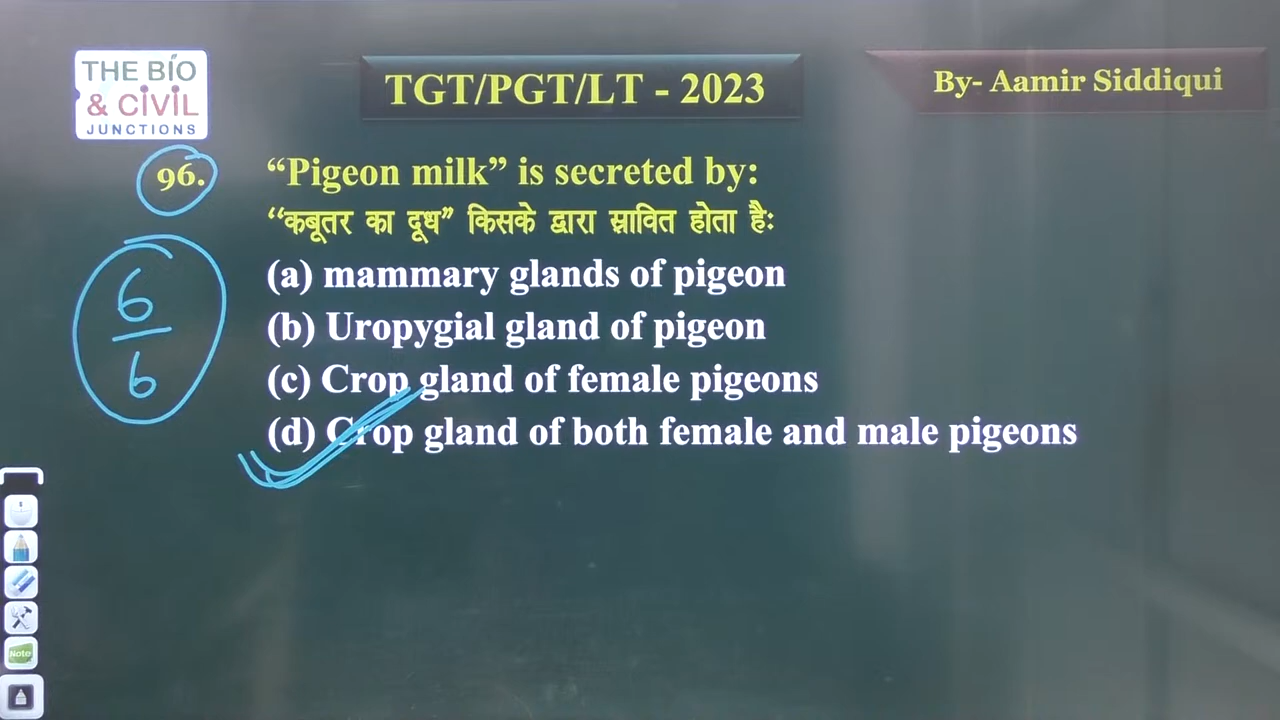 THE BIO
& CIVIL
JUNCTIONS
TGT/PGT/LT - 2023
By- Aamir Siddiqui
96.
“Pigeon milk” is secreted by:
‘‘कबूतर का दूध” किसके द्वारा स्रावित होता है:
6
6
(a) mammary glands of pigeon
(b) Uropygial gland of pigeon
(c) Crop gland of female pigeons
(d) Crop gland of both female and male pigeons
Note